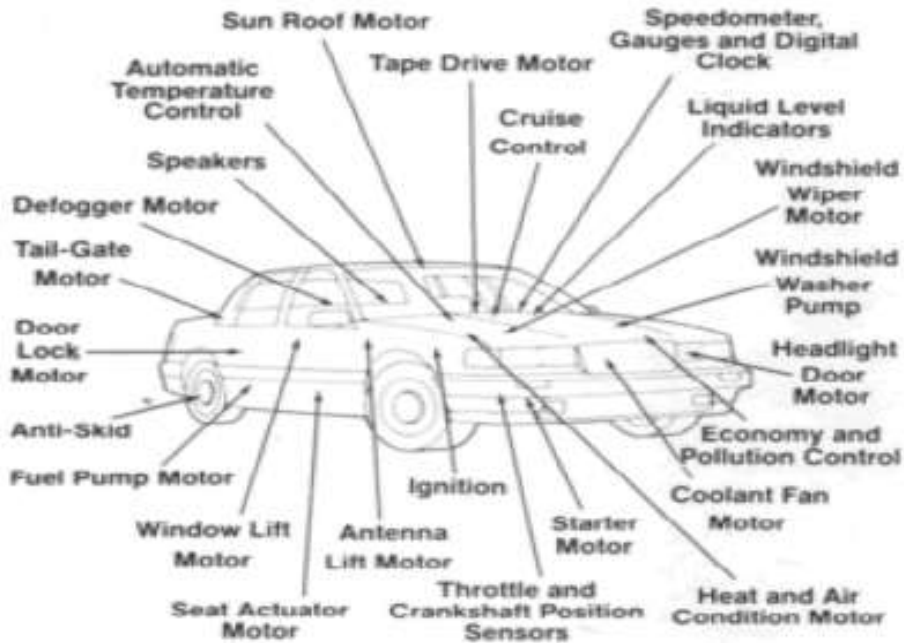 Sun Roof Motor
Speedometer,
Gauges and Digital
Clock
Automatic
Temperature
Control
Tape Drive Motor
Cruise
Control
Liquid Level
Indicators
Speakers
Windshield
Wiper
Motor
Defogger Motor
Tail-Gate
Motor
Windshield
Washer
Pump
Door
Lock
Motor
Headlight
Door
Motor
Anti-Skid
Economy and
Pollution Control
Fuel Pump Motor
Ignition
Coolant Fan
Motor
Window Lift
Motor
Antenna
Lift Motor
Starter
Motor
Seat Actuator
Motor
Throttle and
Crankshaft Position
Sensors
Heat and Air
Condition Motor